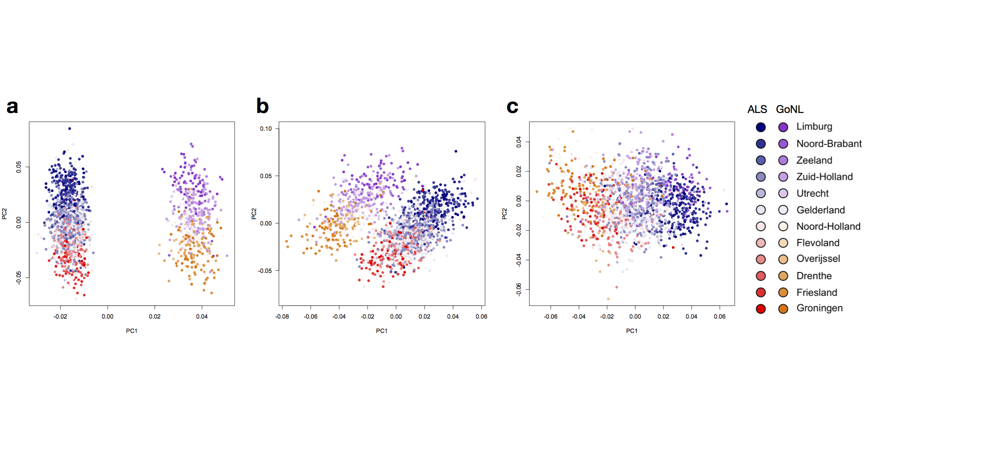 a
0.05
0.00
-0.05
PC2
-0.02 0.00 0.02 0.04
PC1
b
0.10
0.05
0.00
-0.05
PC2
-0.08 -0.06 -0.04 -0.02 0.00 0.02 0.04 0.06
PC1
c
0.04
0.02
0.00
-0.02
-0.04
-0.06
PC2
-0.06 -0.04 -0.02 0.00 0.02 0.04 0.06
PC1
ALS GoNL
Limburg
Noord-Brabant
Zeeland
Zuid-Holland
Utrecht
Gelderland
Noord-Holland
Flevoland
Overijssel
Drenthe
Friesland
Groningen